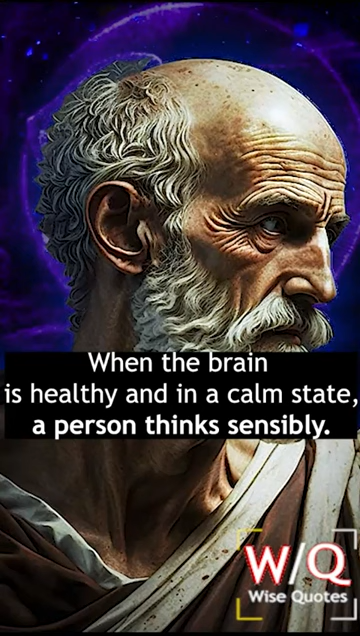 When the brain
is healthy and in a calm state,
a person thinks sensibly.
W/Q
Wise Quotes